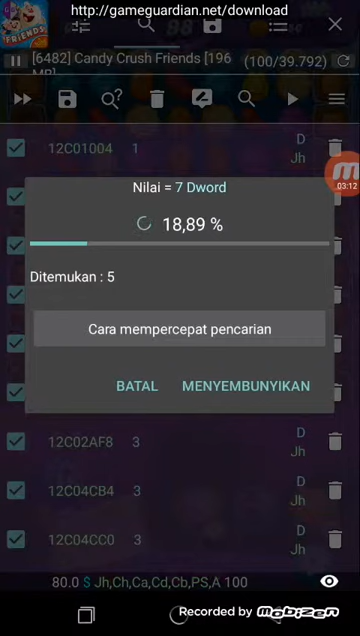 http://gameguardian.net/download
FRIENDS
[6482] Candy Crush Friends [196 MB]
(100/39.792)
12C01004 1
D
Jh
03:12
Nilai = 7 Dword
18,89 %
Ditemukan : 5
Cara mempercepat pencarian
BATAL MENYEMBUNYIKAN
12C02AF8 3
D
Jh
12C04CB4 3
D
Jh
12C04CC0 3
D
Jh
80.0 $ Jh,Ch,Ca,Cd,Cb,PS,A 100
Recorded by mobizen